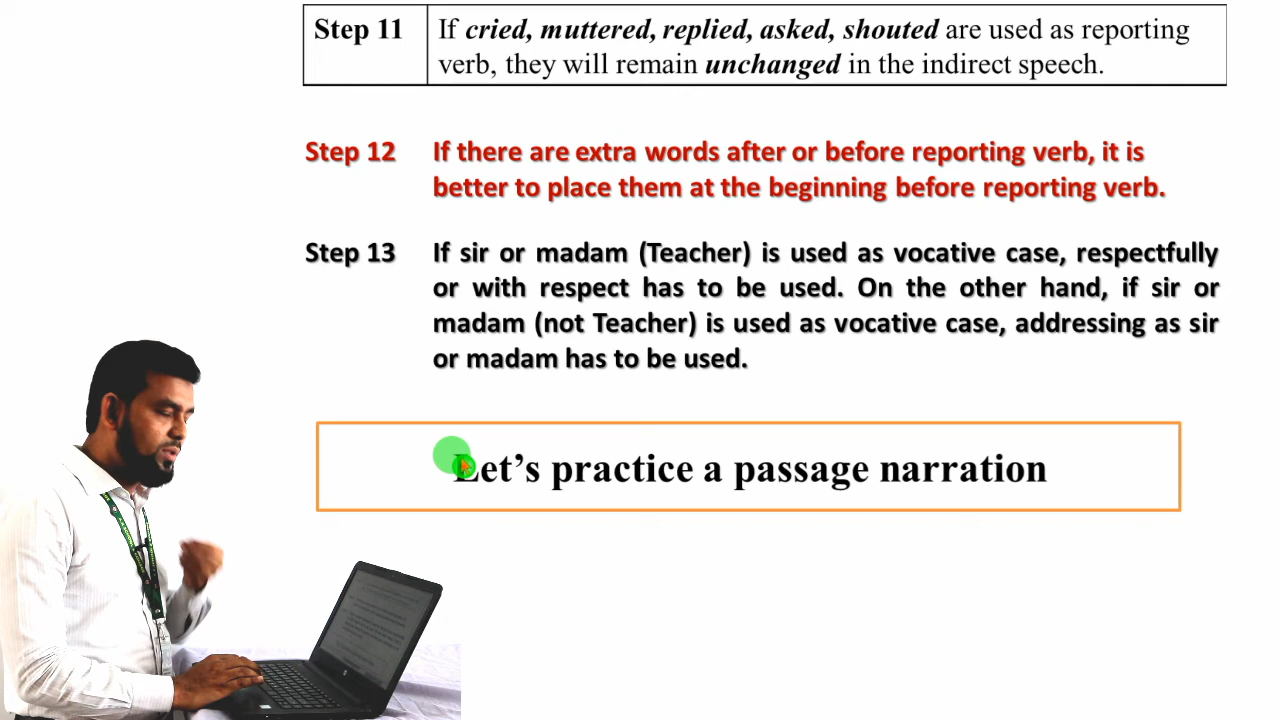 Step 11 If cried, muttered, replied, asked, shouted are used as reporting
verb, they will remain unchanged in the indirect speech.
Step 12 If there are extra words after or before reporting verb, it is
better to place them at the beginning before reporting verb.
Step 13 If sir or madam (Teacher) is used as vocative case, respectfully
or with respect has to be used. On the other hand, if sir or
madam (not Teacher) is used as vocative case, addressing as sir
or madam has to be used.
Let's practice a passage narration